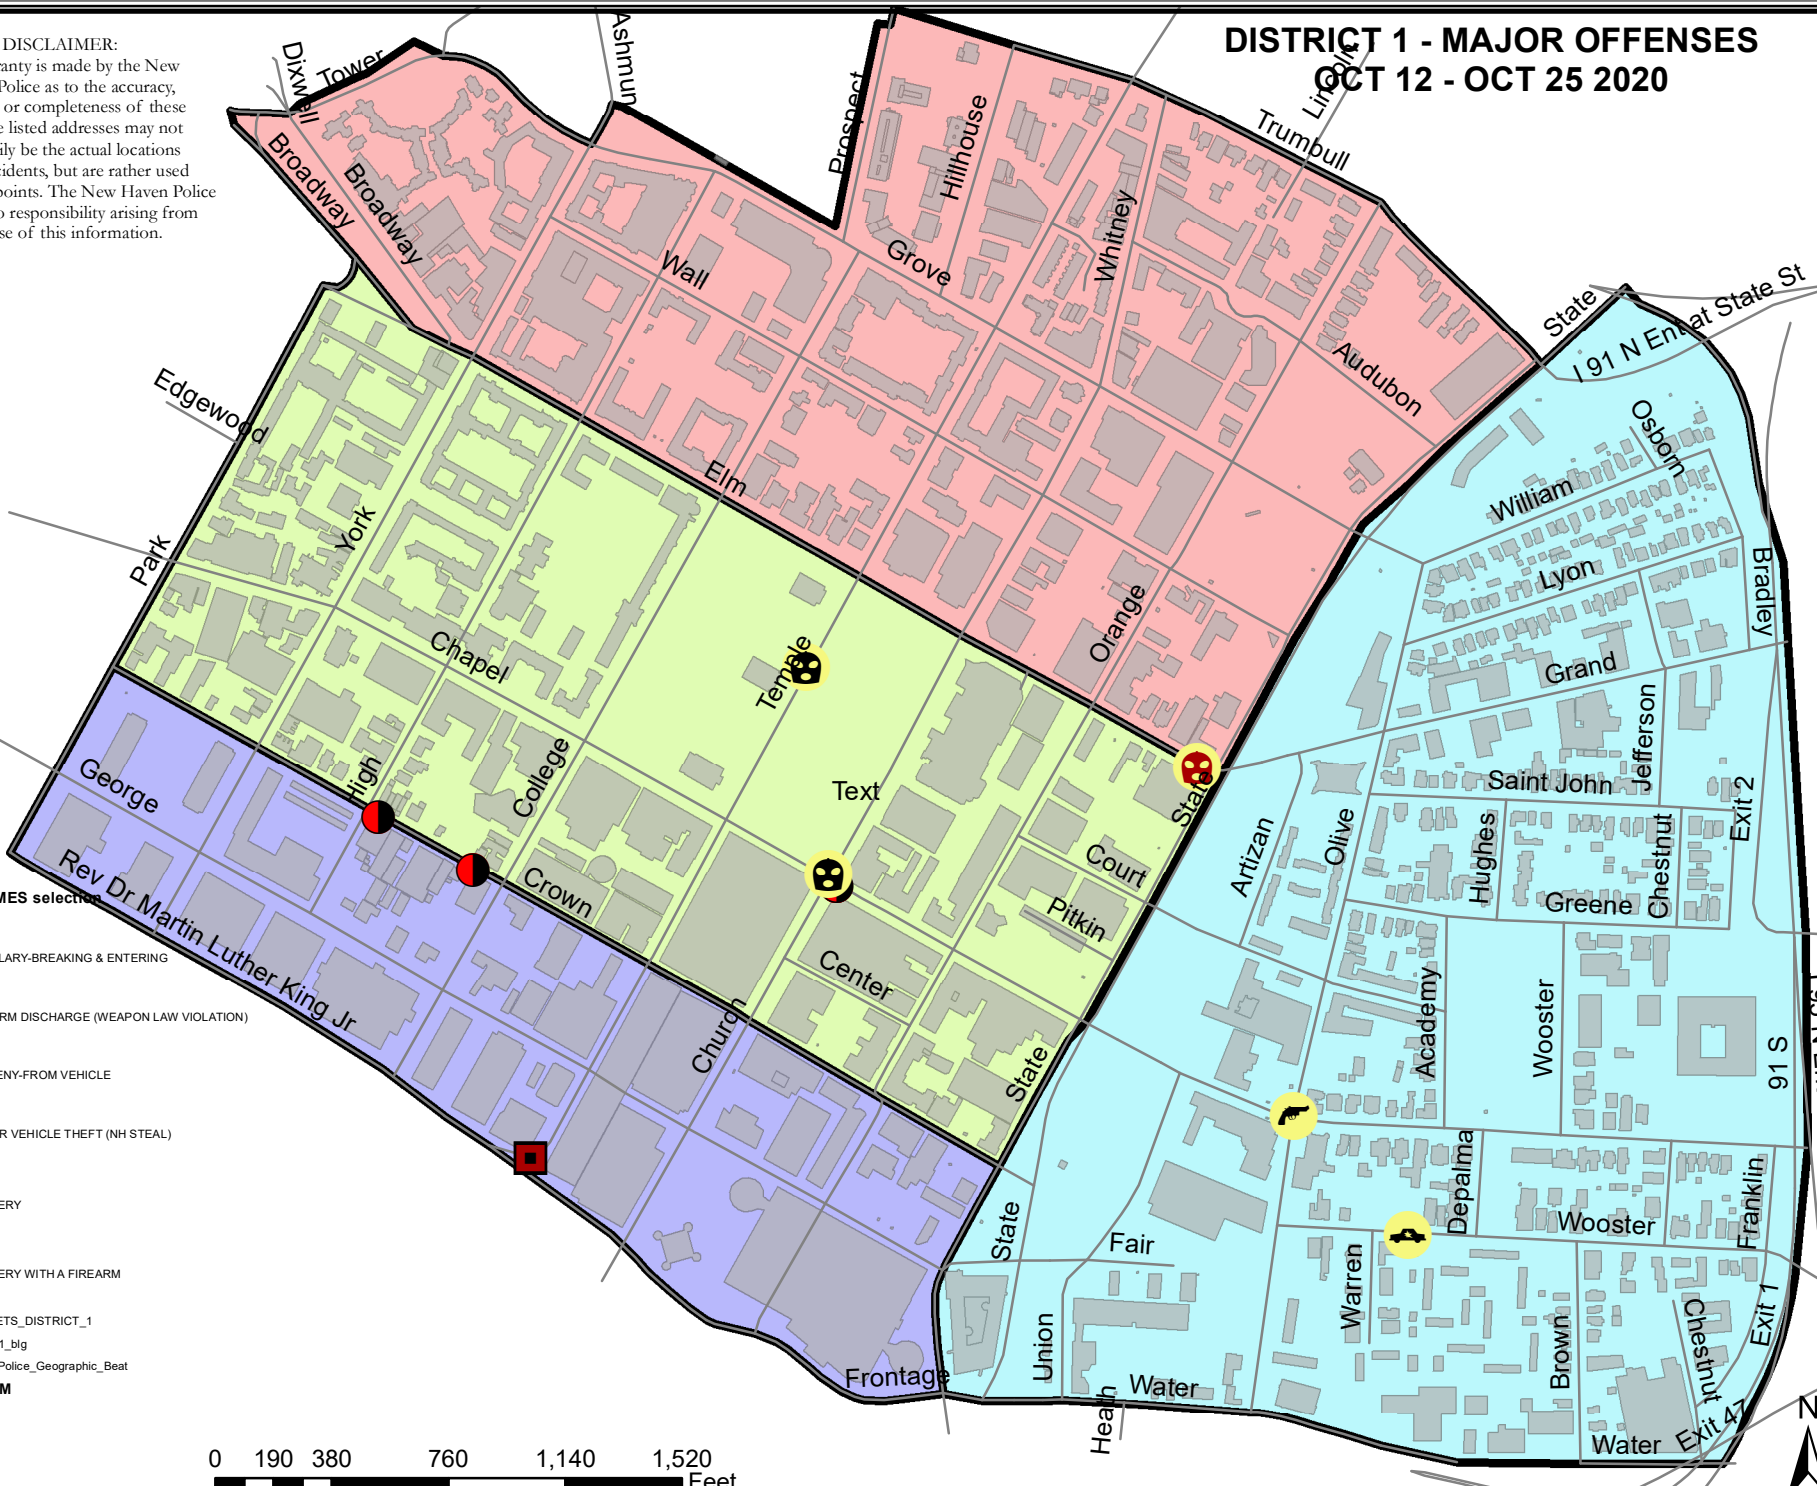 DISTRICT 1 - MAJOR OFFENSES
OCT 12 - OCT 25 2020
DISCLAIMER:
ranty is made by the New
Police as to the accuracy,
or completeness of these
e listed addresses may not
ily be the actual locations
cidents, but are rather used
points. The New Haven Police
o responsibility arising from
se of this information.
Dixwell
Tower
Ashmun
Prospect
Hillhouse
Lincoln
Trumbull
Broadway
Broadway
Wall
Grove
Whitney
State
I 91 N Ent at State St
Audubon
Edgewood
Osborn
Elm
William
York
Park
Lyon
Bradley
Orange
Chapel
Temple
Grand
Jefferson
George
High
College
Text
State
Saint John
Exit 2
Artizan
Olive
Hughes
Chestnut
Court
Crown
Greene
Pitkin
Rev Dr Martin Luther King Jr
Center
Academy
Wooster
Church
State
91 S
Depalma
Wooster
Franklin
State
Fair
Warren
Exit 1
Union
Brown
Chestnut
Frontage
Water
Heath
Water
Exit 47
MES selection
LARY-BREAKING & ENTERING
RM DISCHARGE (WEAPON LAW VIOLATION)
ENY-FROM VEHICLE
R VEHICLE THEFT (NH STEAL)
ERY
ERY WITH A FIREARM
ETS_DISTRICT_1
1_blg
Police_Geographic_Beat
M
0 190 380 760 1,140 1,520
Feet
N